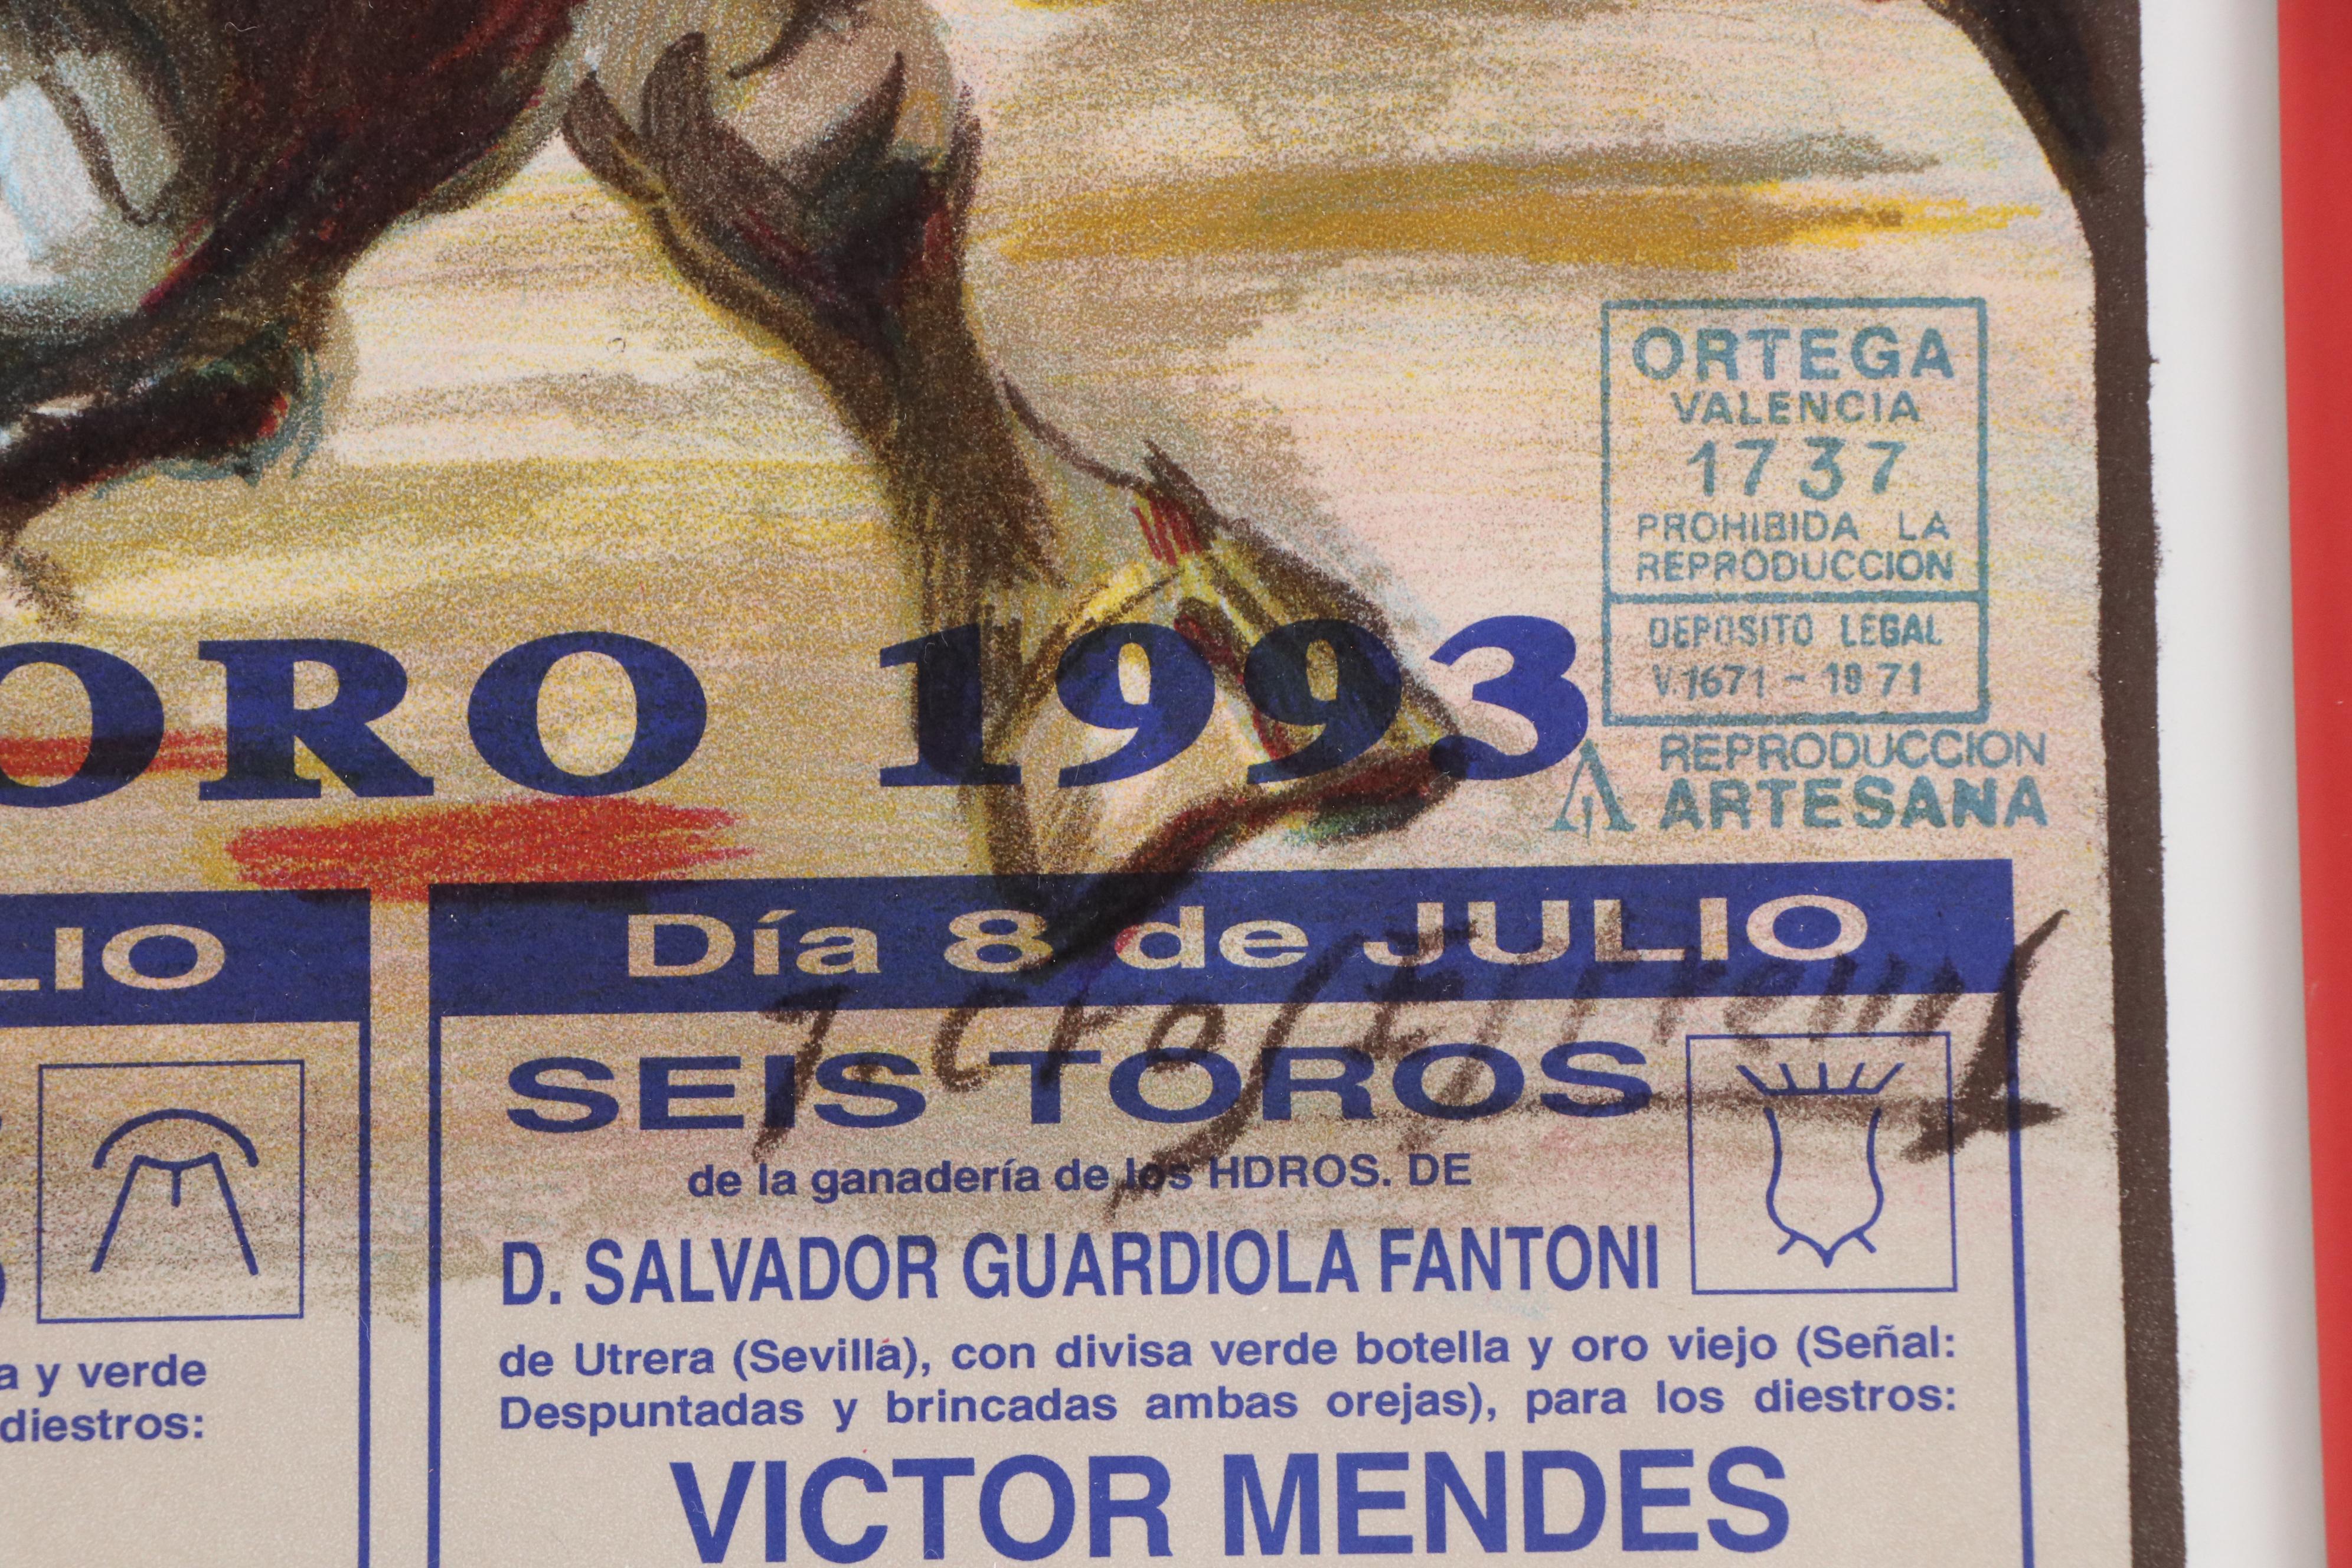 ORTEGA
VALENCIA
1737
PROHIBIDA LA
REPRODUCCION
DEPOSITO LEGAL
V. 1671 - 1971
REPRODUCCION
ARTESANA
ORO 1993
LIO
a y verde
diestros:
Día 8 de JULIO
SEIS TOROS
de la ganadería de los HDROS. DE
D. SALVADOR GUARDIOLA FANTONI
de Utrera (Sevilla), con divisa verde botella y oro viejo (Señal:
Despuntadas y brincadas ambas orejas), para los diestros:
VICTOR MENDES